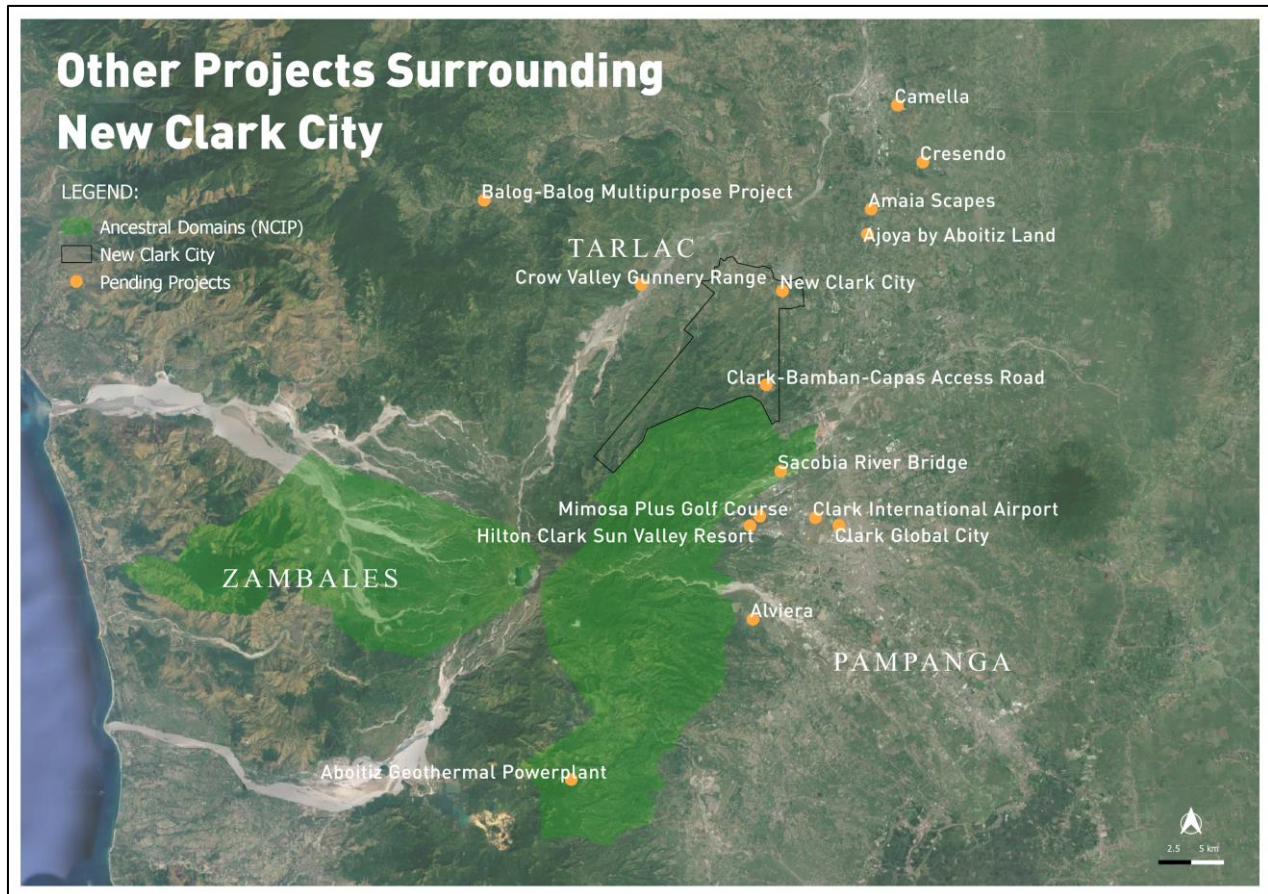 Other Projects Surrounding
New Clark City
LEGEND:
Ancestral Domains (NCIP)
New Clark City
Pending Projects
Camella
Cresendo
Balog-Balog Multipurpose Project
Amaia Scapes
Ajoya by Aboitiz Land
TARLAC
Crow Valley Gunnery Range
New Clark City
Clark-Bamban-Capas Access Road
Sacobia River Bridge
Mimosa Plus Golf Course
Clark International Airport
Hilton Clark Sun Valley Resort
Clark Global City
ZAMBALES
Alviera
PAMPANGA
Aboitiz Geothermal Powerplant
2.5 5 km